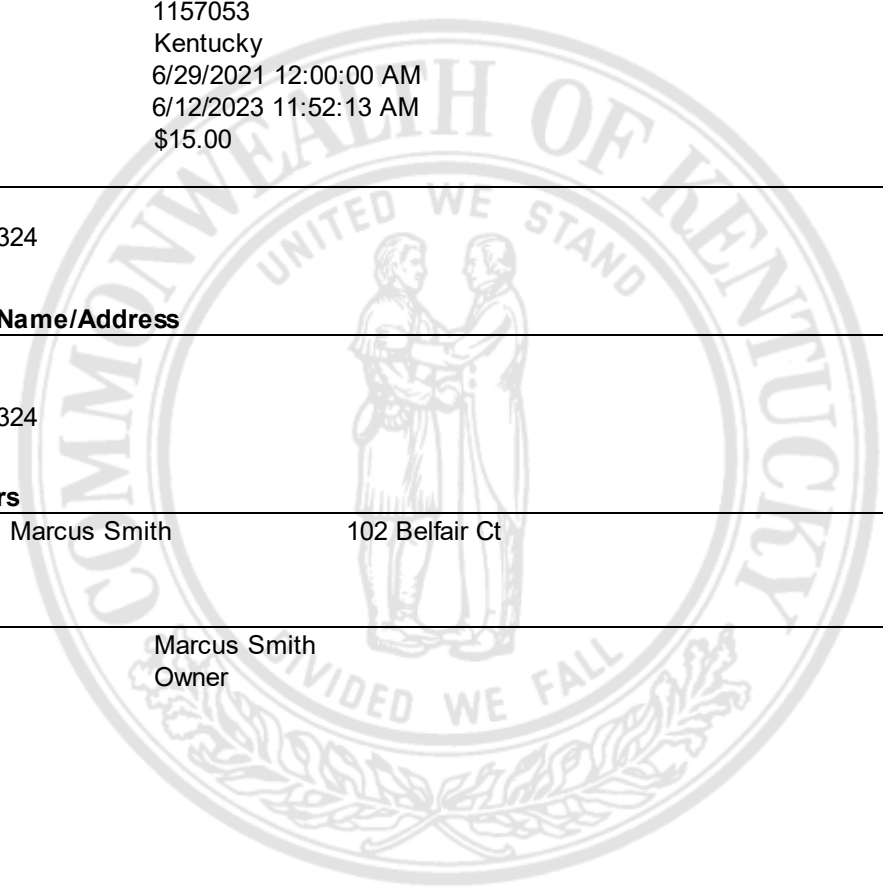 1157053
Kentucky
6/29/2021 12:00:00 AM
6/12/2023 11:52:13 AM
$15.00
324
Name/Address
324
rs
Marcus Smith 102 Belfair Ct
Marcus Smith
Owner
COMMONWEALTH OF KENTUCKY
UNITED WE STAND
DIVIDED WE FALL